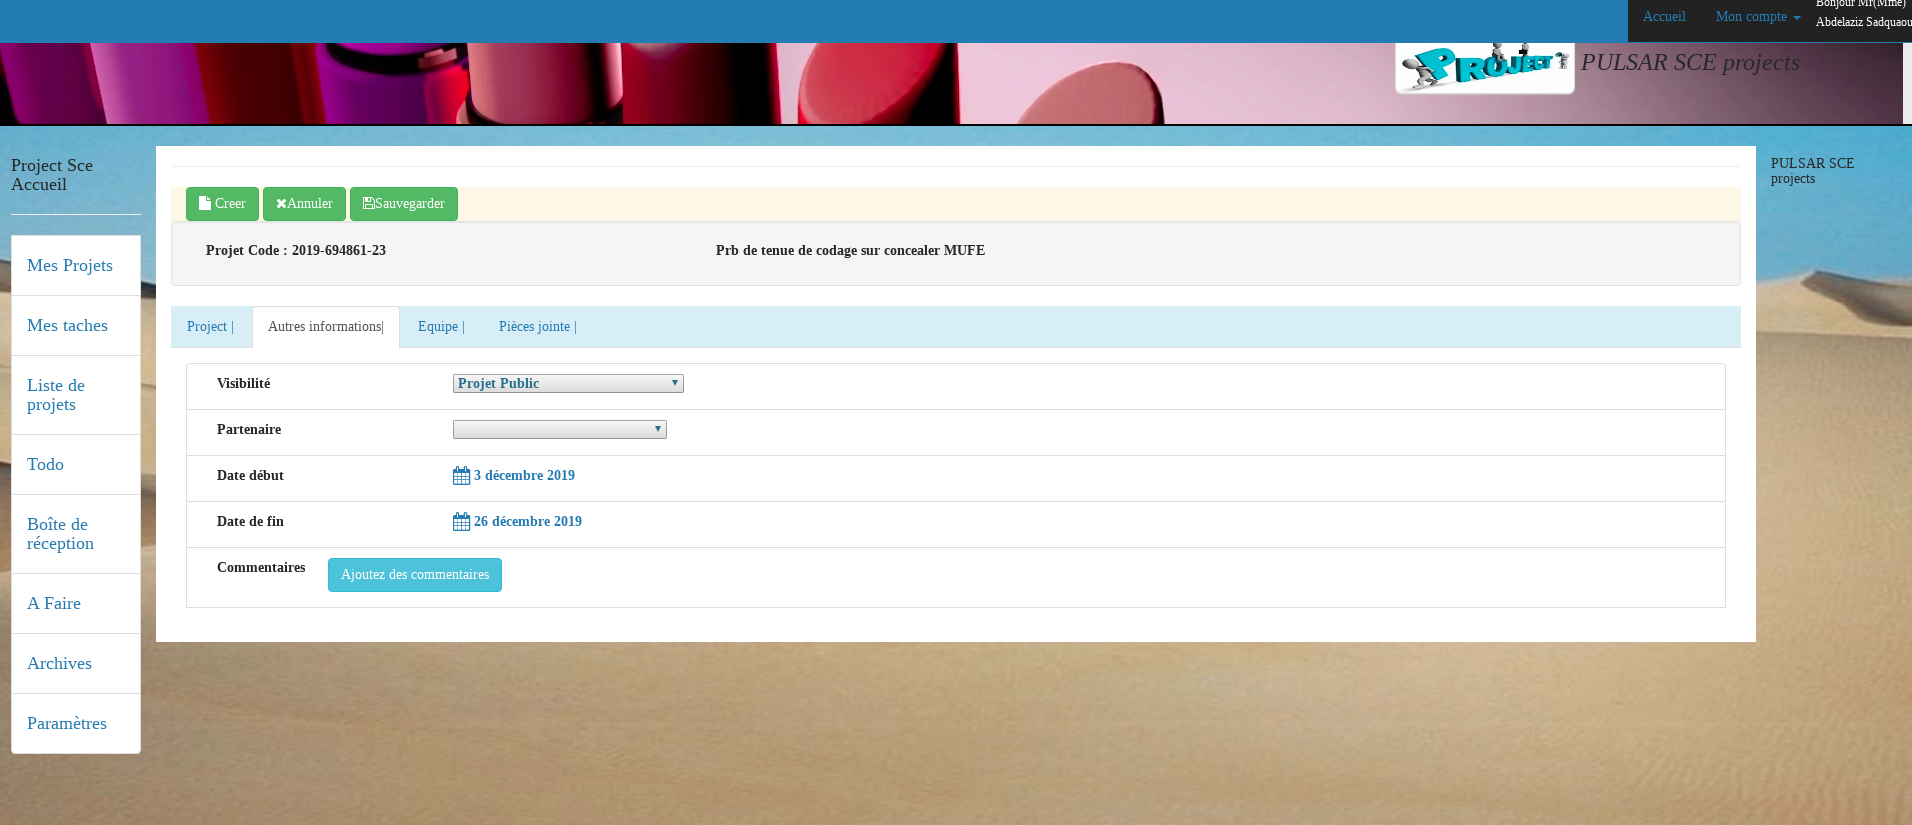 Accueil
Mon compte
Bonjour Mr(Mme)
Abdelaziz Sadquaou
PROJECT
PULSAR SCE projects
Project Sce
Accueil
Mes Projets
Mes taches
Liste de
projets
Todo
Boîte de
réception
A Faire
Archives
Paramètres
Creer
Annuler
Sauvegarder
Projet Code : 2019-694861-23
Prb de tenue de codage sur concealer MUFE
Project |
Autres informations|
Equipe |
Pièces jointe |
Visibilité
Projet Public
Partenaire
Date début
3 décembre 2019
Date de fin
26 décembre 2019
Commentaires
Ajoutez des commentaires
PULSAR SCE
projects